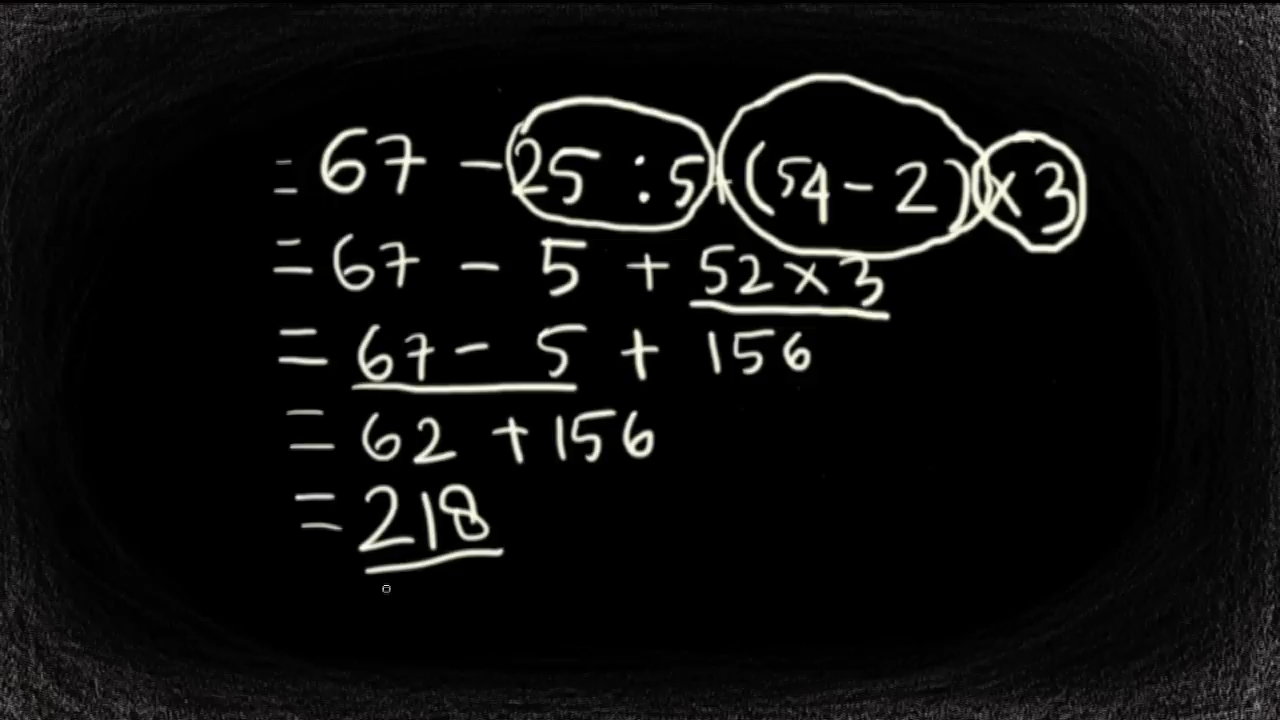 = 67 - 25 : 5 + (54 - 2) × 3
= 67 - 5 + 52 × 3
= 67 - 5 + 156
= 62 + 156
= 218